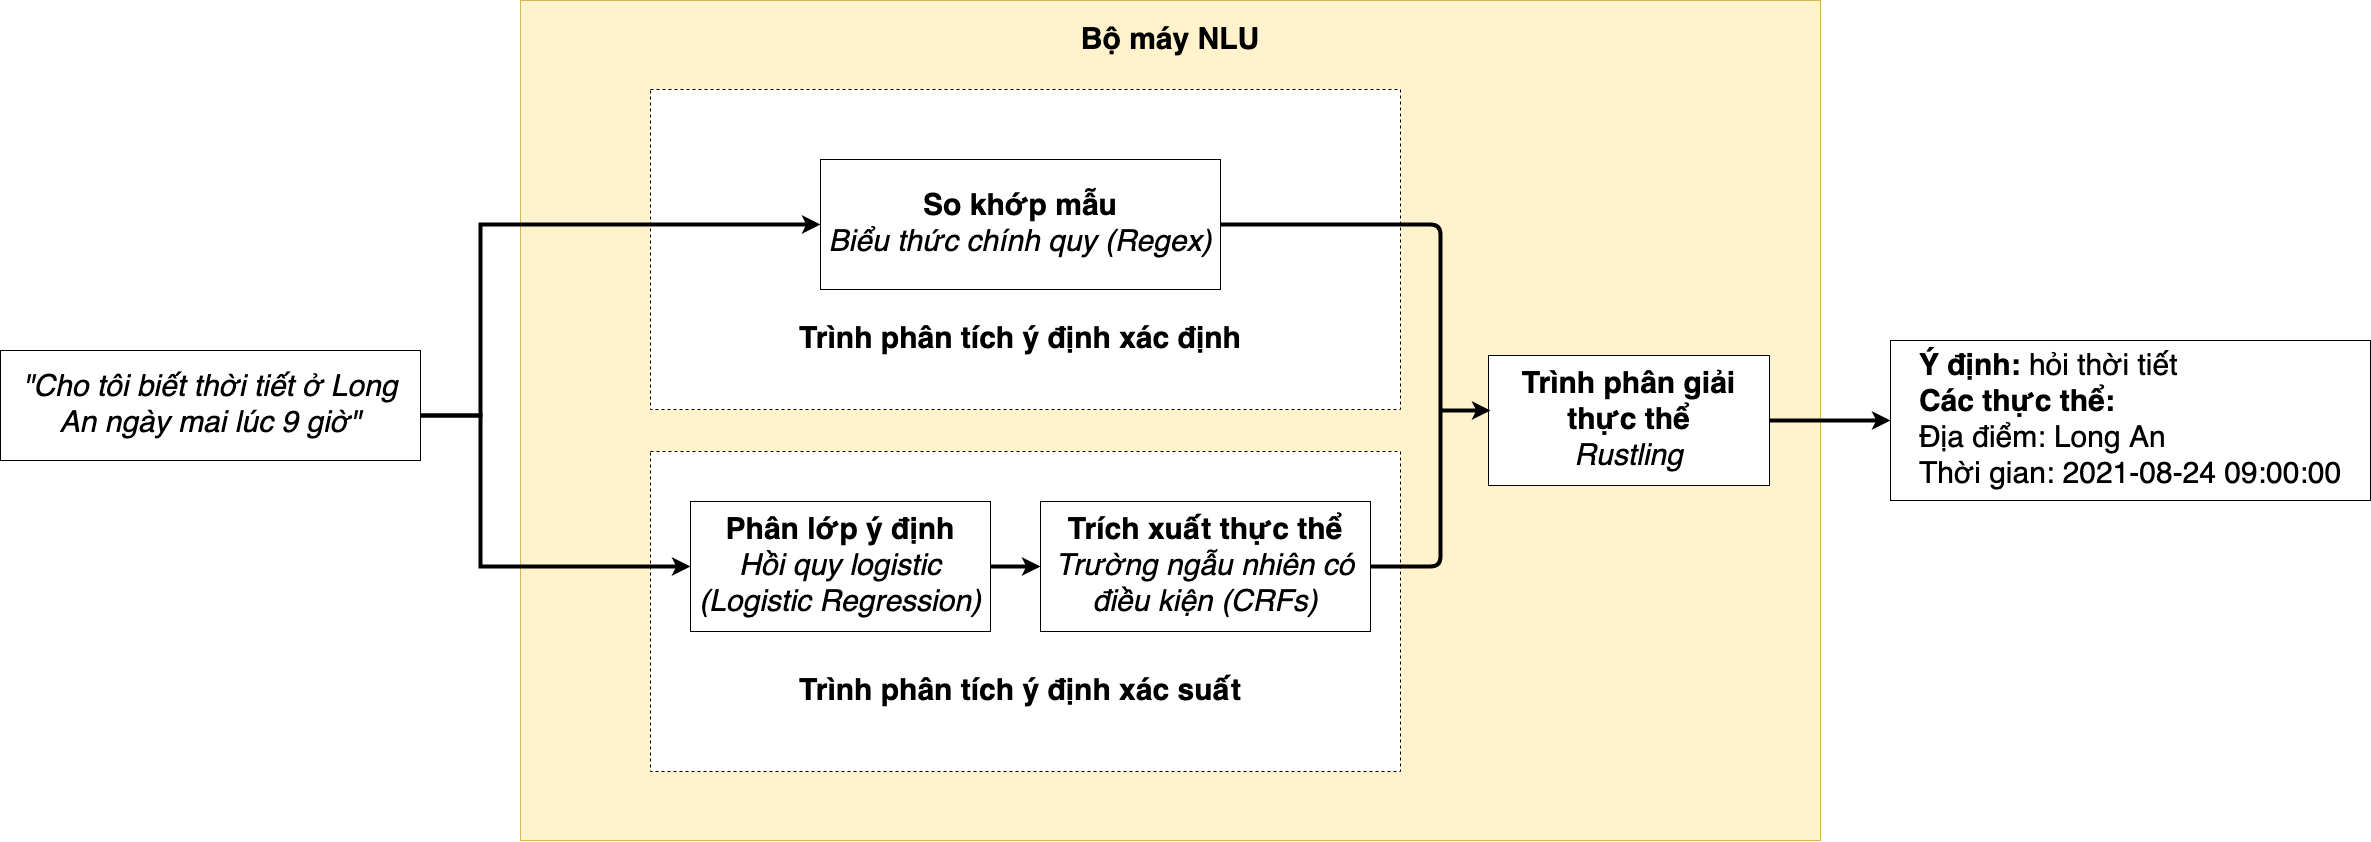 Bộ máy NLU
So khớp mẫu
Biểu thức chính quy (Regex)
Trình phân tích ý định xác định
"Cho tôi biết thời tiết ở Long
An ngày mai lúc 9 giờ"
Trình phân giải
thực thể
Rustling
Ý định: hỏi thời tiết
Các thực thể:
Địa điểm: Long An
Thời gian: 2021-08-24 09:00:00
Phân lớp ý định
Hồi quy logistic
(Logistic Regression)
Trích xuất thực thể
Trường ngẫu nhiên có
điều kiện (CRFs)
Trình phân tích ý định xác suất